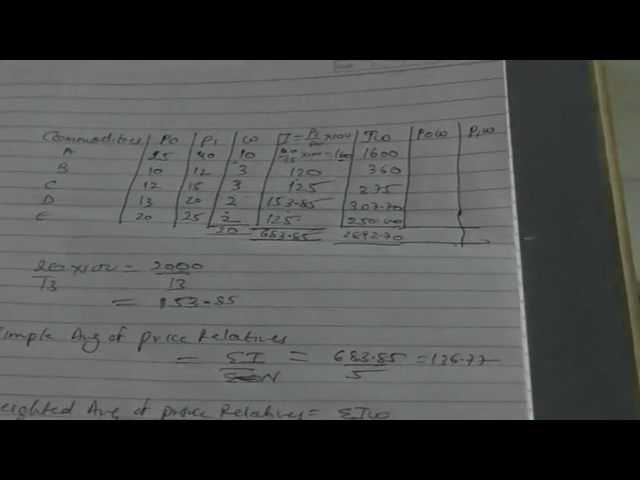 Commodities P0 P1 W I = P1/P0 x100 IW P0W P1W
A 25 40 10 40/25 x100 = 160 1600
B 10 12 3 120 360
C 12 15 3 125 375
D 13 20 2 153.85 307.70
E 20 25 2 125 250.00
20 683.85 2892.70
20 x100 / 13 = 2000 / 13
= 153.85
Simple Avg of price Relatives
= ΣI / N = 683.85 / 5 = 136.77
Weighted Avg of price Relatives = ΣIW